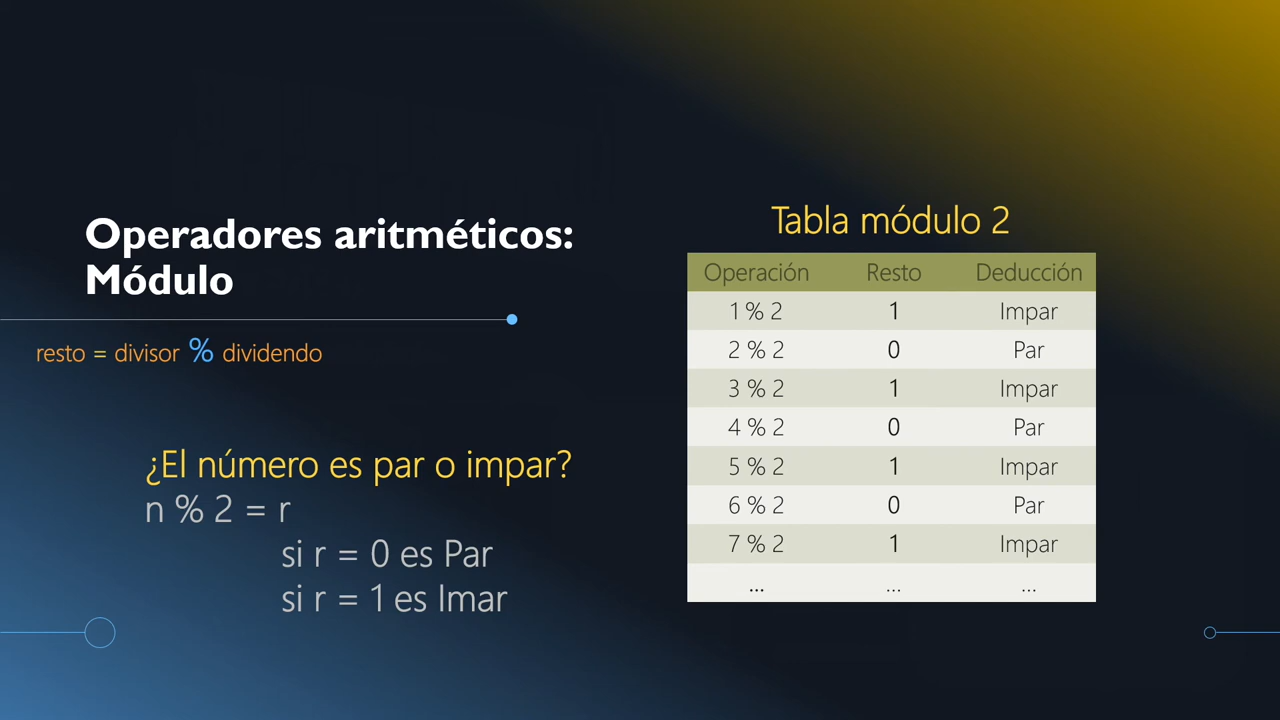 Operadores aritméticos:
Módulo
resto = divisor % dividendo
¿El número es par o impar?
n % 2 = r
si r = 0 es Par
si r = 1 es Imar
Tabla módulo 2
Operación Resto Deducción
1 % 2 1 Impar
2 % 2 0 Par
3 % 2 1 Impar
4 % 2 0 Par
5 % 2 1 Impar
6 % 2 0 Par
7 % 2 1 Impar
... ... ...